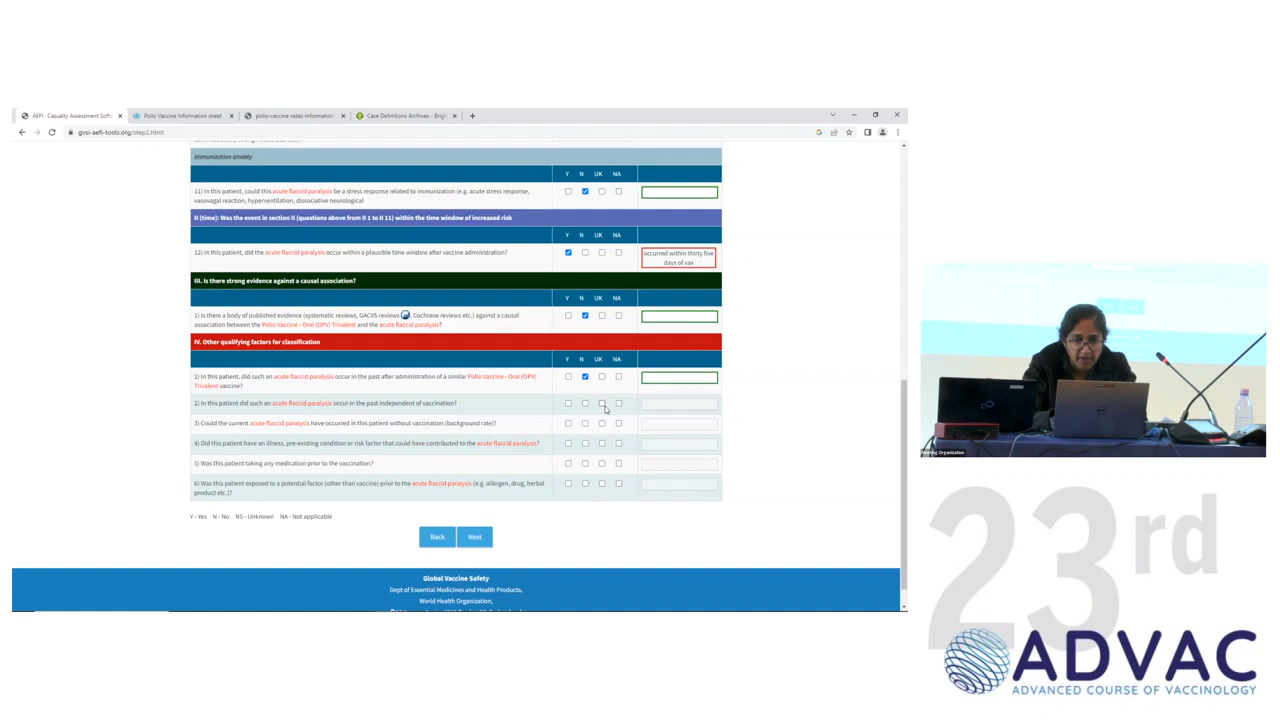 AEFI : Casualty Assessment Soft-
Polio Vaccine Information sheet
polio-vaccine-rates-information-
Case Definitions Archives - Brigh
gvsi-aefi-tools.org/step2.html
Immunization anxiety
Y N UK NA
11) In this patient, could this acute flaccid paralysis be a stress response related to immunization (e.g. acute stress response,
vasovagal reaction, hyperventilation, dissociative neurological
II (time): Was the event in section II (questions above from II 1 to II 11) within the time window of increased risk
Y N UK NA
12) In this patient, did the acute flaccid paralysis occur within a plausible time window after vaccine administration?
occurred within thirty five
days of vax
III. Is there strong evidence against a causal association?
Y N UK NA
1) Is there a body of published evidence (systematic reviews, GACVS reviews , Cochrane reviews etc.) against a causal
association between the Polio Vaccine - Oral (OPV) Trivalent and the acute flaccid paralysis?
IV. Other qualifying factors for classification
Y N UK NA
1) In this patient, did such an acute flaccid paralysis occur in the past after administration of a similar Polio Vaccine - Oral (OPV)
Trivalent vaccine?
2) In this patient did such an acute flaccid paralysis occur in the past independent of vaccination?
3) Could the current acute flaccid paralysis have occurred in this patient without vaccination (background rate)?
4) Did this patient have an illness, pre-existing condition or risk factor that could have contributed to the acute flaccid paralysis?
5) Was this patient taking any medication prior to the vaccination?
6) Was this patient exposed to a potential factor (other than vaccine) prior to the acute flaccid paralysis (e.g. allergen, drug, herbal
product etc.)?
Y - Yes N - No NS - Unknown NA - Not applicable
Back Next
Global Vaccine Safety
Dept of Essential Medicines and Health Products,
World Health Organization,
Meeting Organization
DELL
23rd
ADVAC
ADVANCED COURSE OF VACCINOLOGY